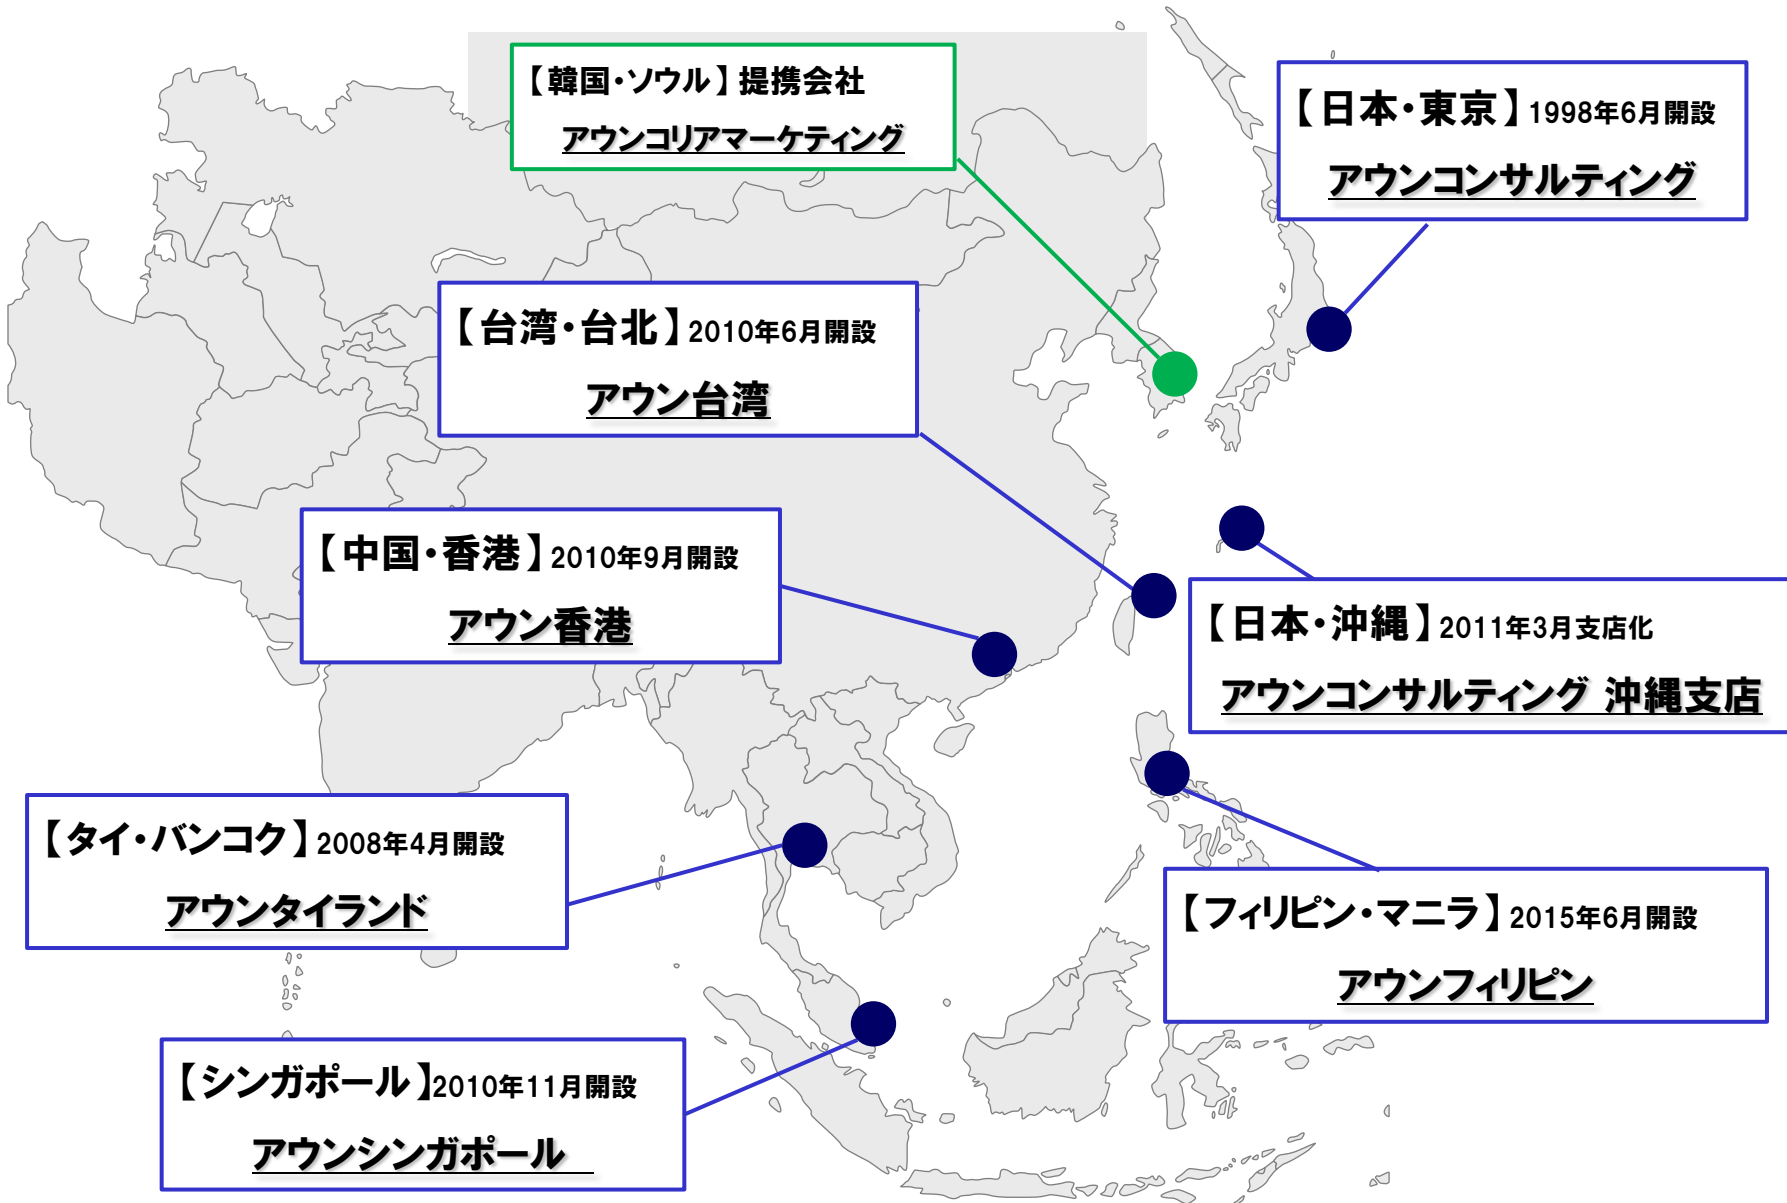 【韓国・ソウル】提携会社
アウンコリアマーケティング
【日本・東京】1998年6月開設
アウンコンサルティング
【台湾・台北】2010年6月開設
アウン台湾
【中国・香港】2010年9月開設
アウン香港
【日本・沖縄】2011年3月支店化
アウンコンサルティング 沖縄支店
【タイ・バンコク】2008年4月開設
アウンタイランド
【フィリピン・マニラ】2015年6月開設
アウンフィリピン
【シンガポール】2010年11月開設
アウンシンガポール